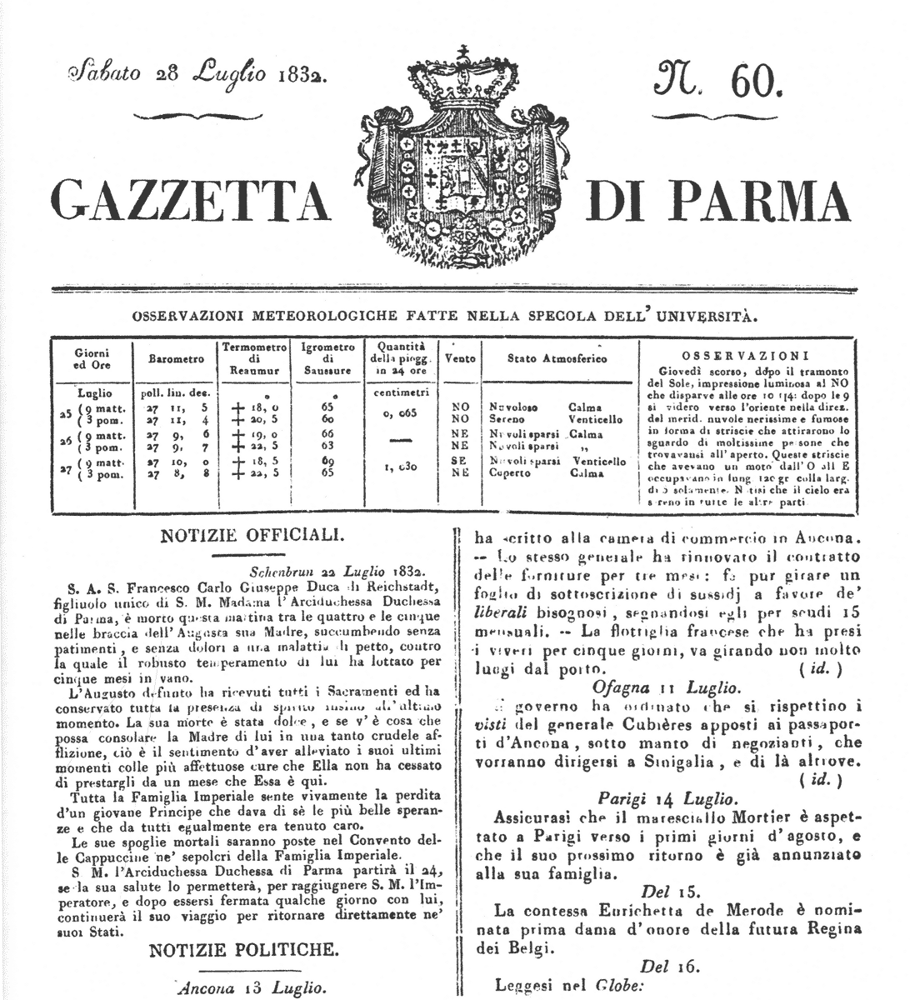 Sabato 28 Luglio 1832.
N. 60.
GAZZETTA DI PARMA
OSSERVAZIONI METEOROLOGICHE FATTE NELLA SPECOLA DELL' UNIVERSITÀ.
Giorni ed Ore | Barometro | Termometro di Reaumur | Igrometro di Saussure | Quantità della piogg. in 24 ore | Vento | Stato Atmosferico
Luglio | poll. lin. dec. | ° | ° | centimetri
25 ( 9 matt. 27 11, 5 + 18, 0 65 0, 065 NO Nuvoloso Calma
( 3 pom. 27 11, 4 + 20, 5 60 NO Sereno Venticello
26 ( 9 matt. 27 9, 6 + 19, 0 66 — NE Nuvoli sparsi Calma
( 3 pom. 27 9, 7 + 22, 5 63 NE Nuvoli sparsi „
27 ( 9 matt. 27 10, 0 + 18, 5 69 1, 030 SE Nuvoli sparsi Venticello
( 3 pom. 27 8, 8 + 22, 5 65 NE Coperto Calma
OSSERVAZIONI
Giovedì scorso, dopo il tramonto
del Sole, impressione luminosa al NO
che disparve alle ore 10 1/4: dopo le 9
si videro verso l'oriente nella direz.
del merid. nuvole nerissime e fumose
in forma di striscie che attirarono lo
sguardo di moltissime persone che
trovavansi all' aperto. Queste striscie
che avevano un moto dall' O all E
occupavano in lung. 120 gr. colla larg.
di 5 solamente. Notisi che il cielo era
sereno in tutte le altre parti
NOTIZIE OFFICIALI.
Schenbrun 22 Luglio 1832.
S. A. S. Francesco Carlo Giuseppe Duca di Reichstadt,
figliuolo unico di S. M. Madama l'Arciduchessa Duchessa
di Parma, è morto questa mattina tra le quattro e le cinque
nelle braccia dell' Augusta sua Madre, succumbendo senza
patimenti, e senza dolori a una malattia di petto, contro
la quale il robusto temperamento di lui ha lottato per
cinque mesi in vano.
L'Augusto defunto ha ricevuti tutti i Sacramenti ed ha
conservato tutta la presenza di spirito insino all' ultimo
momento. La sua morte è stata dolce, e se v' è cosa che
possa consolare la Madre di lui in una tanto crudele af-
flizione, ciò è il sentimento d'aver alleviato i suoi ultimi
momenti colle più affettuose cure che Ella non ha cessato
di prestargli da un mese che Essa è qui.
Tutta la Famiglia Imperiale sente vivamente la perdita
d'un giovane Principe che dava di sè le più belle speran-
ze e che da tutti egualmente era tenuto caro.
Le sue spoglie mortali saranno poste nel Convento del-
le Cappuccine ne' sepolcri della Famiglia Imperiale.
S M. l'Arciduchessa Duchessa di Parma partirà il 24,
se la sua salute lo permetterà, per raggiugnere S. M. l'Im-
peratore, e dopo essersi fermata qualche giorno con lui,
continuerà il suo viaggio per ritornare direttamente ne'
suoi Stati.
NOTIZIE POLITICHE.
Ancona 13 Luglio.
ha scritto alla camera di commercio in Ancona.
-- Lo stesso generale ha rinnovato il contratto
delle forniture per tre mesi: fa pur girare un
foglio di sottoscrizione di sussidj a favore de'
liberali bisognosi, segnandosi egli per scudi 15
mensuali. -- La flottiglia francese che ha presi
i viveri per cinque giorni, va girando non molto
lungi dal porto. ( id. )
Ofagna 11 Luglio.
Il governo ha ordinato che si rispettino i
visti del generale Cubières apposti ai passapor-
ti d'Ancona, sotto manto di negozianti, che
vorranno dirigersi a Sinigalia, e di là altrove.
( id. )
Parigi 14 Luglio.
Assicurasi che il maresciallo Mortier è aspet-
tato a Parigi verso i primi giorni d'agosto, e
che il suo prossimo ritorno è già annunziato
alla sua famiglia.
Del 15.
La contessa Enrichetta de Merode è nomi-
nata prima dama d'onore della futura Regina
dei Belgi.
Del 16.
Leggesi nel Globe: